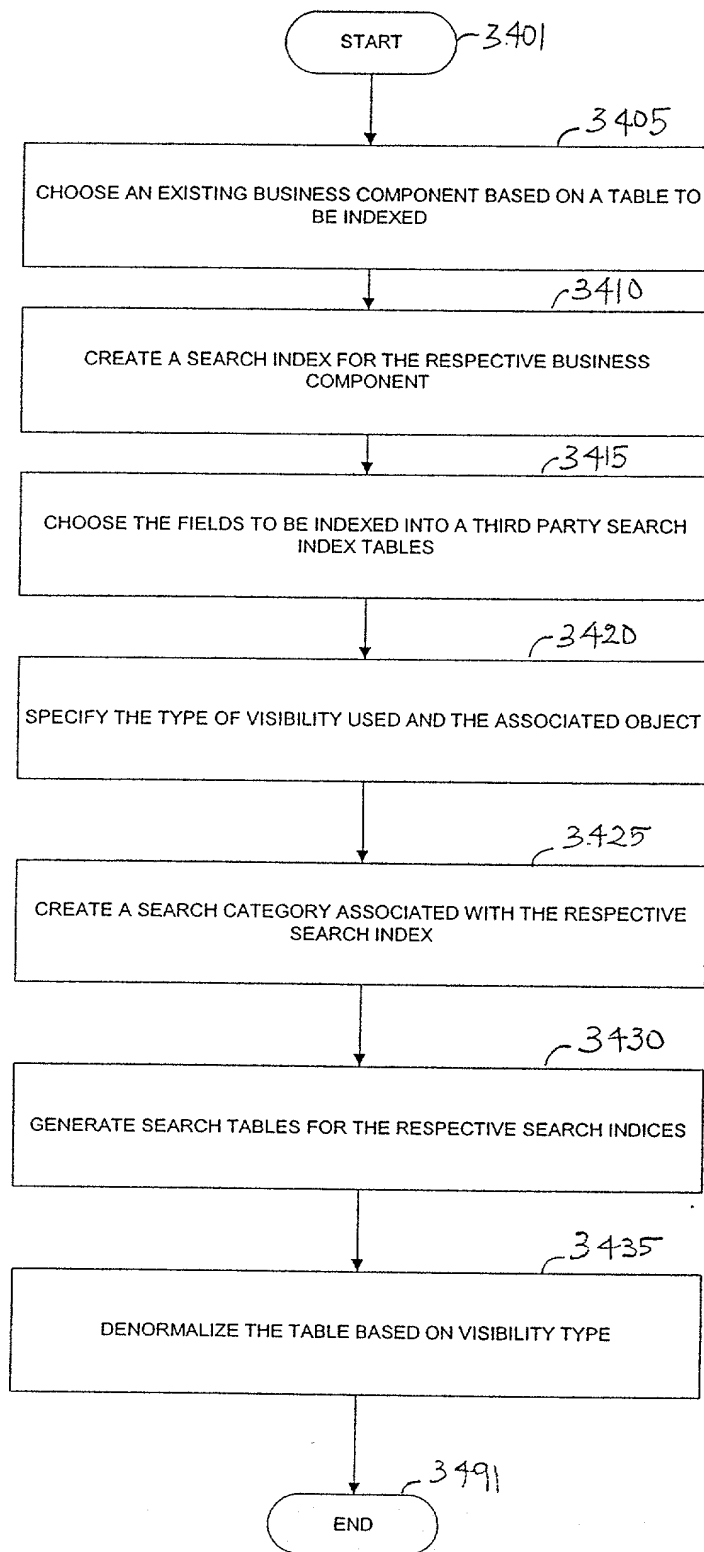 START
3401
3405
CHOOSE AN EXISTING BUSINESS COMPONENT BASED ON A TABLE TO
BE INDEXED
3410
CREATE A SEARCH INDEX FOR THE RESPECTIVE BUSINESS
COMPONENT
3415
CHOOSE THE FIELDS TO BE INDEXED INTO A THIRD PARTY SEARCH
INDEX TABLES
3420
SPECIFY THE TYPE OF VISIBILITY USED AND THE ASSOCIATED OBJECT
3425
CREATE A SEARCH CATEGORY ASSOCIATED WITH THE RESPECTIVE
SEARCH INDEX
3430
GENERATE SEARCH TABLES FOR THE RESPECTIVE SEARCH INDICES
3435
DENORMALIZE THE TABLE BASED ON VISIBILITY TYPE
3491
END